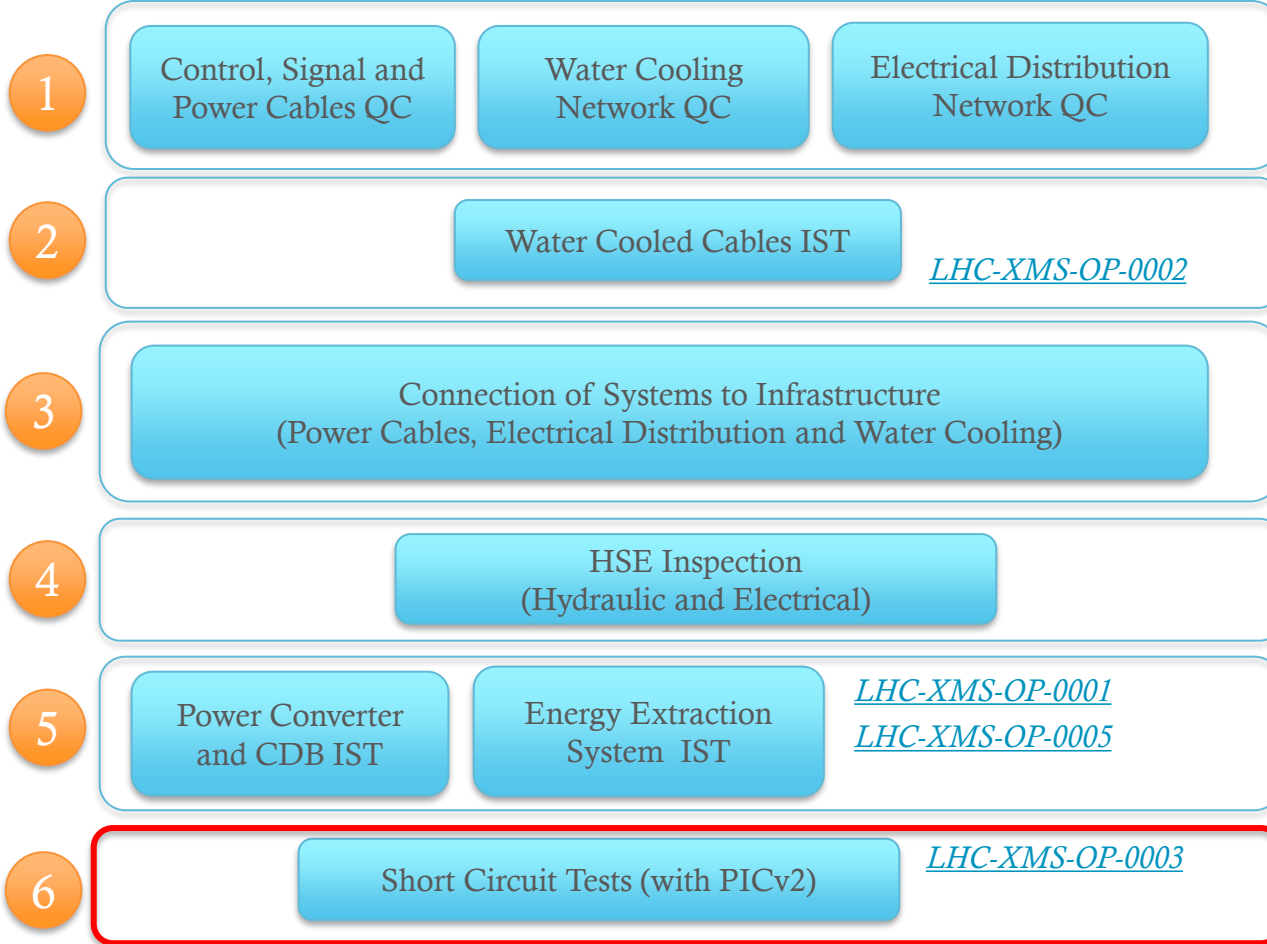 1
Control, Signal and
Power Cables QC
Water Cooling
Network QC
Electrical Distribution
Network QC
2
Water Cooled Cables IST
LHC-XMS-OP-0002
3
Connection of Systems to Infrastructure
(Power Cables, Electrical Distribution and Water Cooling)
4
HSE Inspection
(Hydraulic and Electrical)
5
Power Converter
and CDB IST
Energy Extraction
System IST
LHC-XMS-OP-0001
LHC-XMS-OP-0005
6
Short Circuit Tests (with PICv2)
LHC-XMS-OP-0003